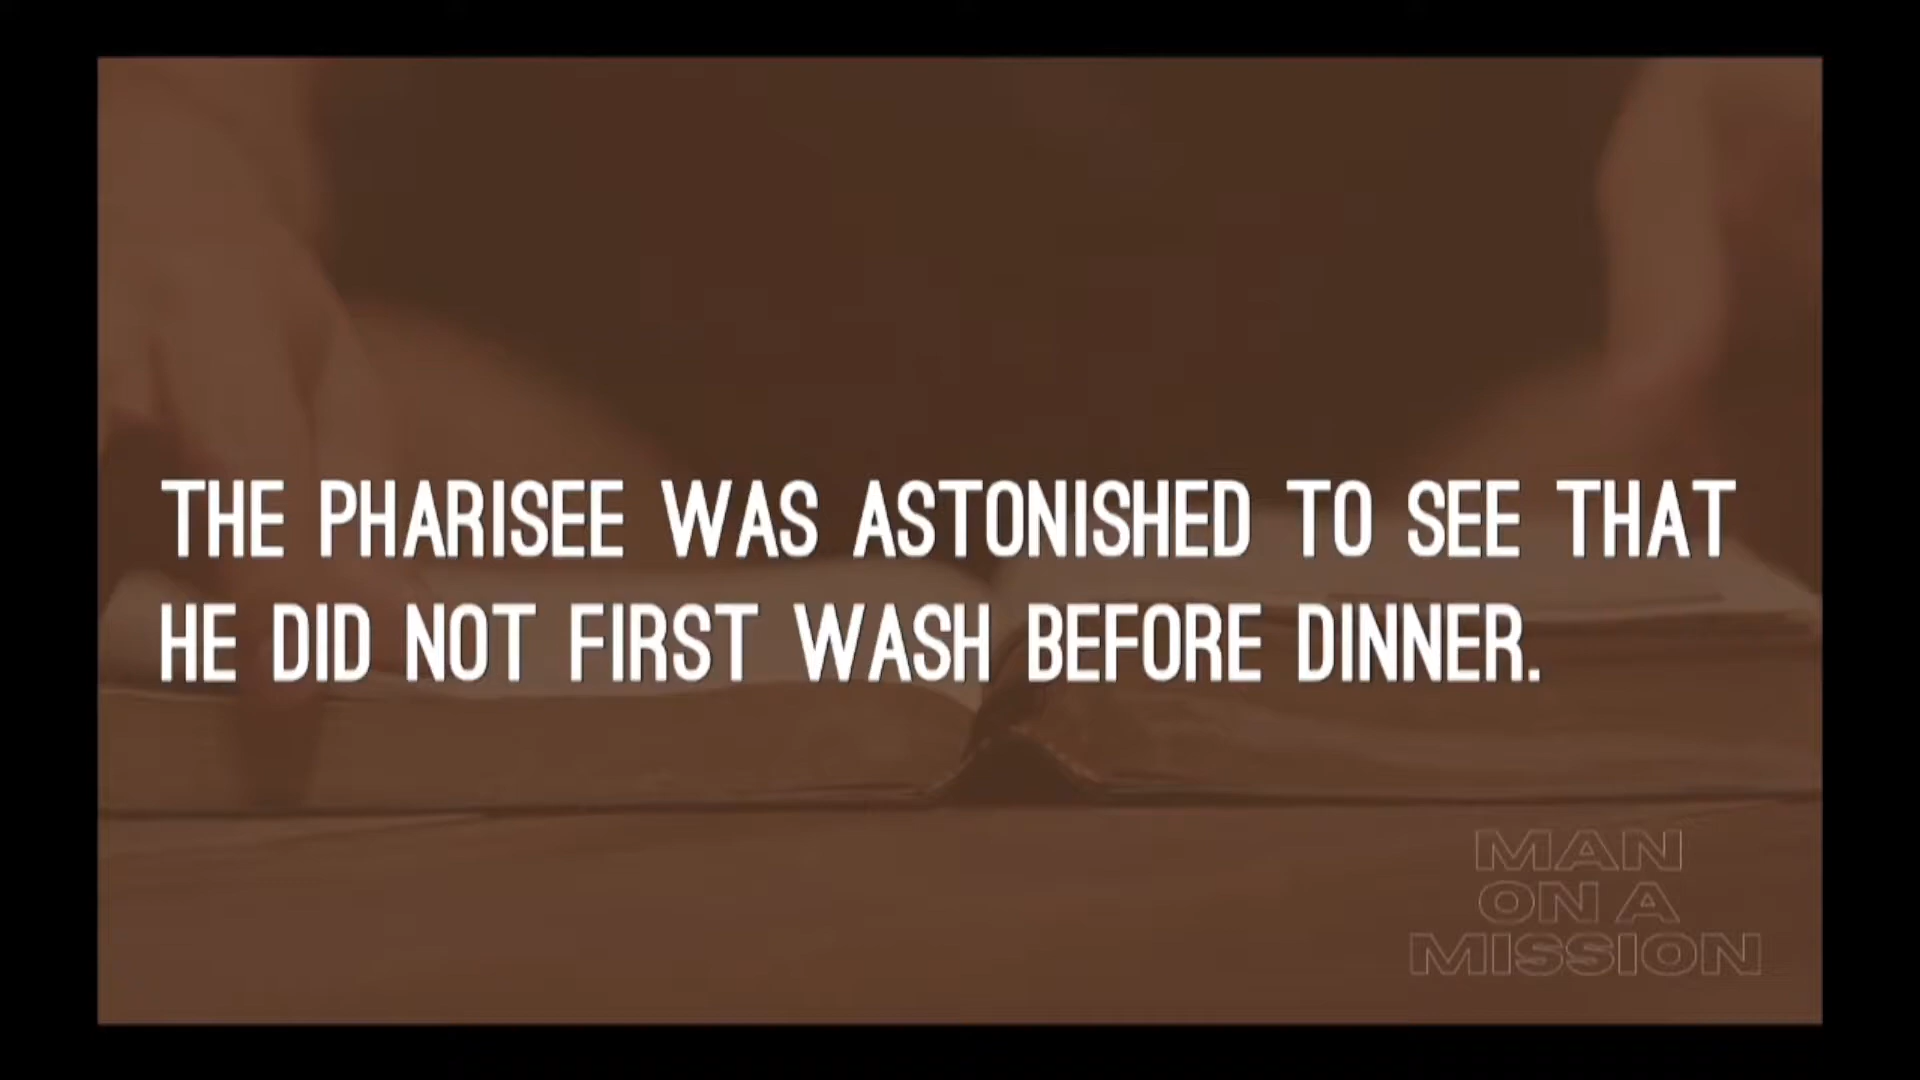 THE PHARISEE WAS ASTONISHED TO SEE THAT
HE DID NOT FIRST WASH BEFORE DINNER.
MAN
ON A
MISSION